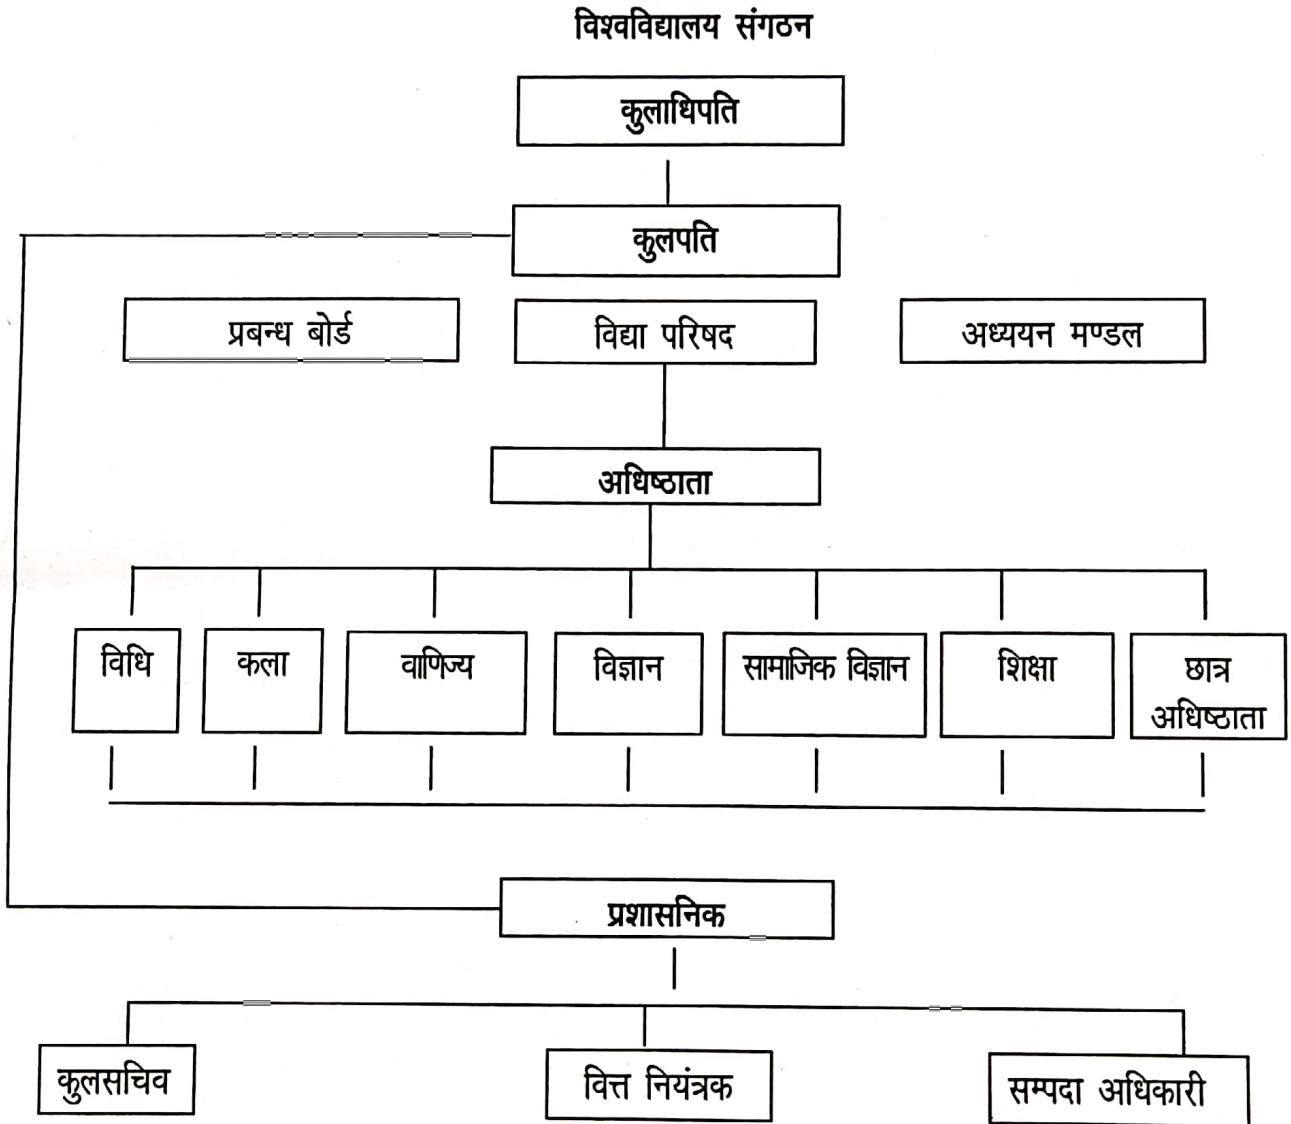 विश्वविद्यालय संगठन
कुलाधिपति
कुलपति
प्रबन्ध बोर्ड
विद्या परिषद
अध्ययन मण्डल
अधिष्ठाता
विधि
कला
वाणिज्य
विज्ञान
सामाजिक विज्ञान
शिक्षा
छात्र
अधिष्ठाता
प्रशासनिक
कुलसचिव
वित्त नियंत्रक
सम्पदा अधिकारी